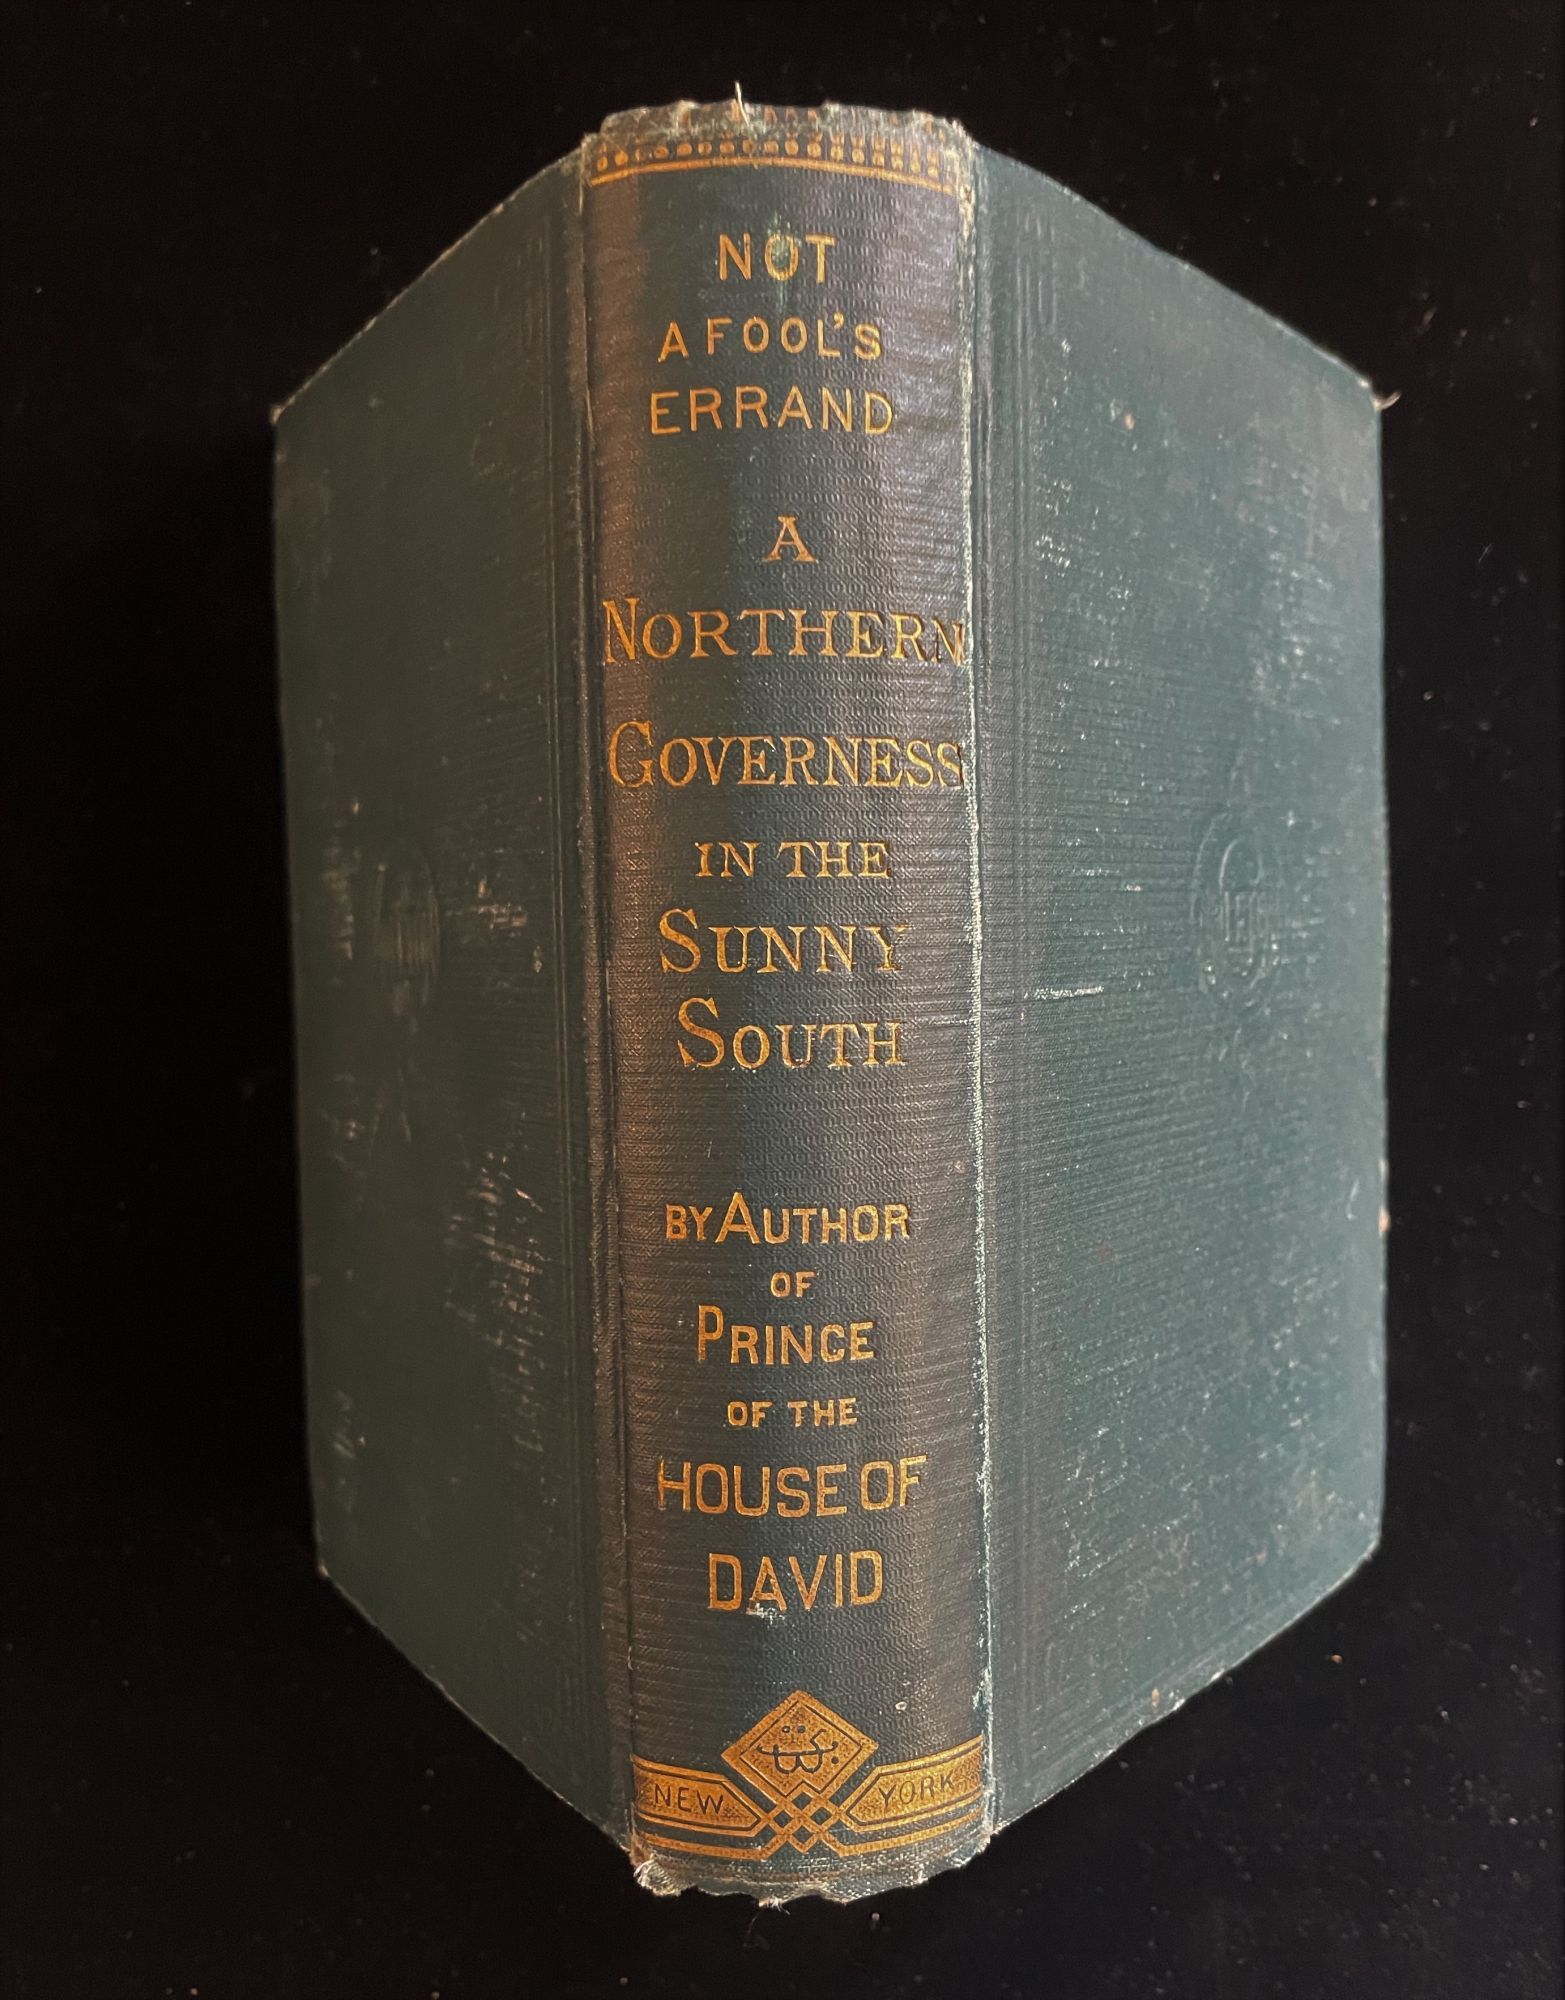 NOT
A FOOL'S
ERRAND
A
NORTHERN
GOVERNESS
IN THE
SUNNY
SOUTH
BY AUTHOR
OF
PRINCE
OF THE
HOUSE OF
DAVID
NEW YORK